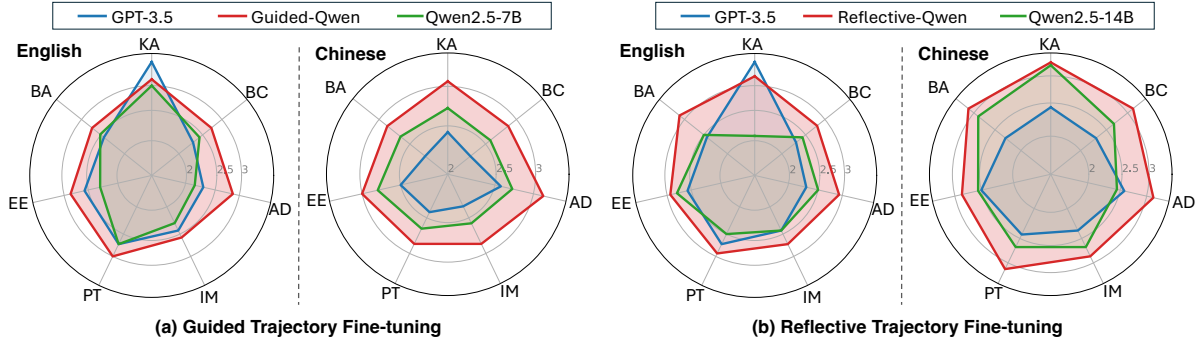 GPT-3.5 Guided-Qwen Qwen2.5-7B
English
KA
BA
BC
2 2.5 3
EE
AD
PT
IM
Chinese
KA
BA
BC
2 2.5 3
EE
AD
PT
IM
(a) Guided Trajectory Fine-tuning
GPT-3.5 Reflective-Qwen Qwen2.5-14B
English
KA
BA
BC
2 2.5 3
EE
AD
PT
IM
Chinese
KA
BA
BC
2 2.5 3
EE
AD
PT
IM
(b) Reflective Trajectory Fine-tuning